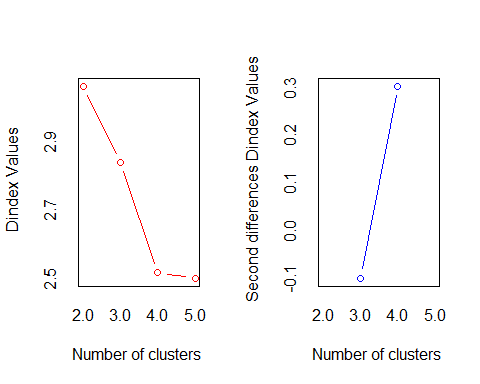 Dindex Values
2.5 2.7 2.9
2.0 3.0 4.0 5.0
Number of clusters
Second differences Dindex Values
-0.1 0.0 0.1 0.2 0.3
2.0 3.0 4.0 5.0
Number of clusters